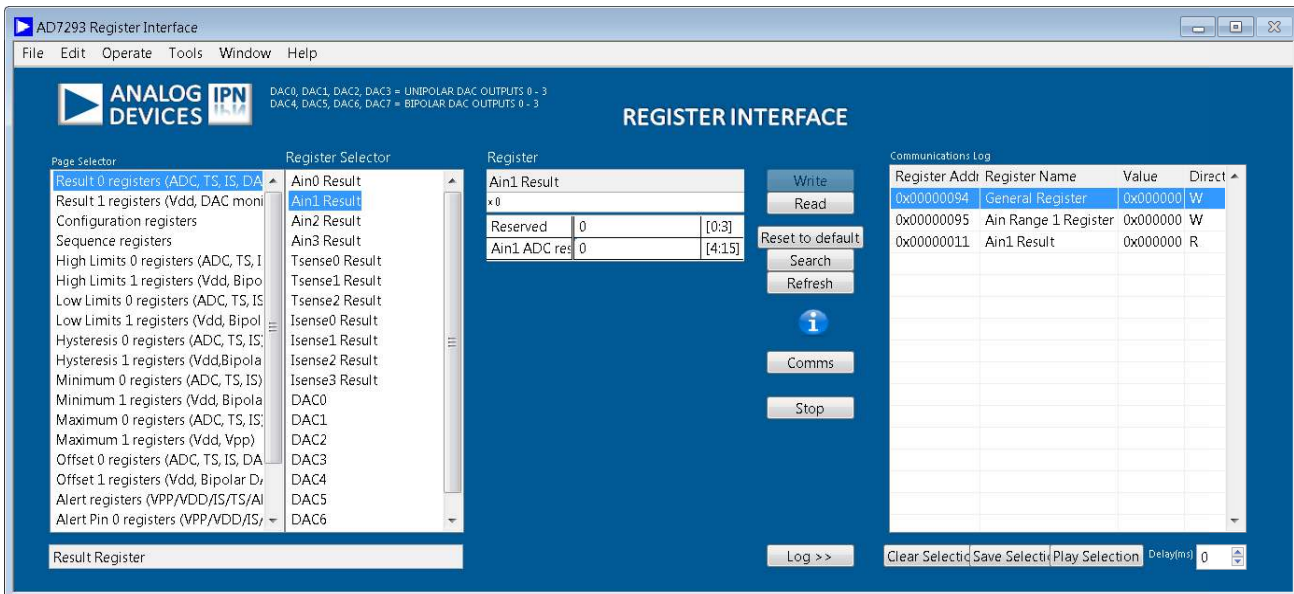 AD7293 Register Interface
File Edit Operate Tools Window Help
ANALOG DEVICES IPN
DAC0, DAC1, DAC2, DAC3 = UNIPOLAR DAC OUTPUTS 0 - 3
DAC4, DAC5, DAC6, DAC7 = BIPOLAR DAC OUTPUTS 0 - 3
REGISTER INTERFACE
Page Selector
Result 0 registers (ADC, TS, IS, DA
Result 1 registers (Vdd, DAC moni
Configuration registers
Sequence registers
High Limits 0 registers (ADC, TS, I
High Limits 1 registers (Vdd, Bipo
Low Limits 0 registers (ADC, TS, IS
Low Limits 1 registers (Vdd, Bipol
Hysteresis 0 registers (ADC, TS, IS)
Hysteresis 1 registers (Vdd,Bipola
Minimum 0 registers (ADC, TS, IS)
Minimum 1 registers (Vdd, Bipola
Maximum 0 registers (ADC, TS, IS)
Maximum 1 registers (Vdd, Vpp)
Offset 0 registers (ADC, TS, IS, DA
Offset 1 registers (Vdd, Bipolar D
Alert registers (VPP/VDD/IS/TS/AI
Alert Pin 0 registers (VPP/VDD/IS/
Result Register
Register Selector
Ain0 Result
Ain1 Result
Ain2 Result
Ain3 Result
Tsense0 Result
Tsense1 Result
Tsense2 Result
Isense0 Result
Isense1 Result
Isense2 Result
Isense3 Result
DAC0
DAC1
DAC2
DAC3
DAC4
DAC5
DAC6
Register
Ain1 Result
x 0
Reserved 0 [0:3]
Ain1 ADC res 0 [4:15]
Write
Read
Reset to default
Search
Refresh
i
Comms
Stop
Log >>
Communications Log
Register Addr Register Name Value Direct
0x00000094 General Register 0x000000 W
0x00000095 Ain Range 1 Register 0x000000 W
0x00000011 Ain1 Result 0x000000 R
Clear Selectic Save Selecti Play Selection Delay(ms) 0